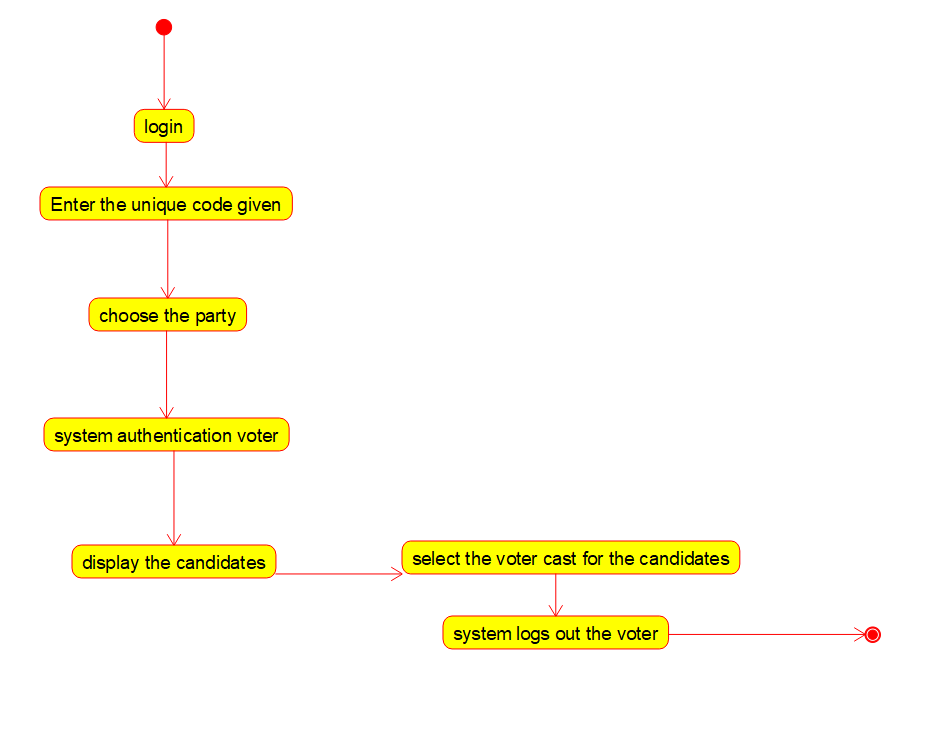 login
Enter the unique code given
choose the party
system authentication voter
display the candidates
select the voter cast for the candidates
system logs out the voter